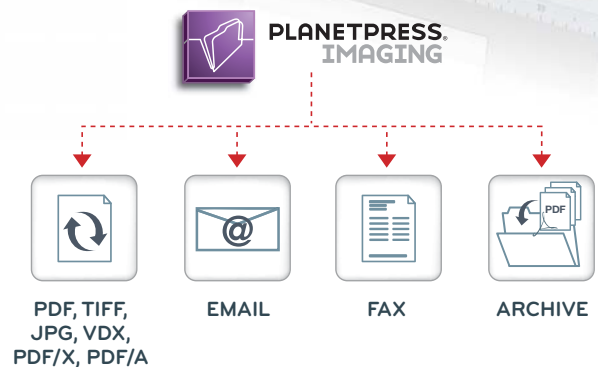 PLANETPRESS®
IMAGING
@
PDF
PDF, TIFF,
JPG, VDX,
PDF/X, PDF/A
EMAIL
FAX
ARCHIVE